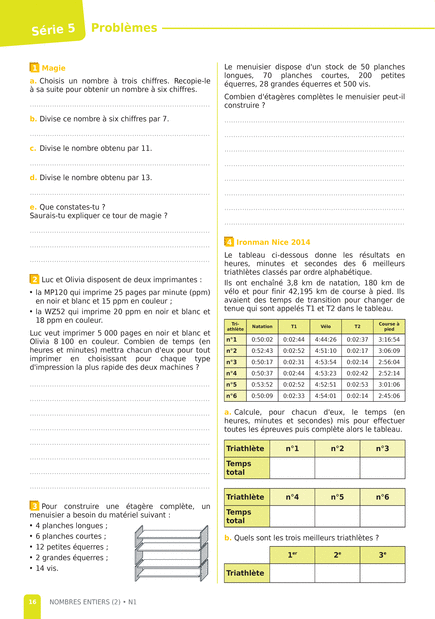 Série 5
Problèmes
1 Magie
a. Choisis un nombre à trois chiffres. Recopie-le
à sa suite pour obtenir un nombre à six chiffres.
b. Divise ce nombre à six chiffres par 7.
c. Divise le nombre obtenu par 11.
d. Divise le nombre obtenu par 13.
e. Que constates-tu ?
Saurais-tu expliquer ce tour de magie ?
2 Luc et Olivia disposent de deux imprimantes :
• la MP120 qui imprime 25 pages par minute (ppm)
en noir et blanc et 15 ppm en couleur ;
• la WZ52 qui imprime 20 ppm en noir et blanc et
18 ppm en couleur.
Luc veut imprimer 5 000 pages en noir et blanc et
Olivia 8 100 en couleur. Combien de temps (en
heures et minutes) mettra chacun d'eux pour tout
imprimer en choisissant pour chaque type
d'impression la plus rapide des deux machines ?
3 Pour construire une étagère complète, un
menuisier a besoin du matériel suivant :
• 4 planches longues ;
• 6 planches courtes ;
• 12 petites équerres ;
• 2 grandes équerres ;
• 14 vis.
Le menuisier dispose d'un stock de 50 planches
longues, 70 planches courtes, 200 petites
équerres, 28 grandes équerres et 500 vis.
Combien d'étagères complètes le menuisier peut-il
construire ?
4 Ironman Nice 2014
Le tableau ci-dessous donne les résultats en
heures, minutes et secondes des 6 meilleurs
triathlètes classés par ordre alphabétique.
Ils ont enchaîné 3,8 km de natation, 180 km de
vélo et pour finir 42,195 km de course à pied. Ils
avaient des temps de transition pour changer de
tenue qui sont appelés T1 et T2 dans le tableau.
Tri-athlète Natation T1 Vélo T2 Course à pied
n°1 0:50:02 0:02:44 4:44:26 0:02:37 3:16:54
n°2 0:52:43 0:02:52 4:51:10 0:02:17 3:06:09
n°3 0:50:17 0:02:31 4:53:54 0:02:14 2:56:04
n°4 0:50:37 0:02:44 4:53:23 0:02:42 2:52:14
n°5 0:53:52 0:02:52 4:52:51 0:02:53 3:01:06
n°6 0:50:09 0:02:33 4:54:01 0:02:14 2:45:06
a. Calcule, pour chacun d'eux, le temps (en
heures, minutes et secondes) mis pour effectuer
toutes les épreuves puis complète alors le tableau.
Triathlète n°1 n°2 n°3
Temps
total
Triathlète n°4 n°5 n°6
Temps
total
b. Quels sont les trois meilleurs triathlètes ?
1er 2e 3e
Triathlète
16 NOMBRES ENTIERS (2) • N1